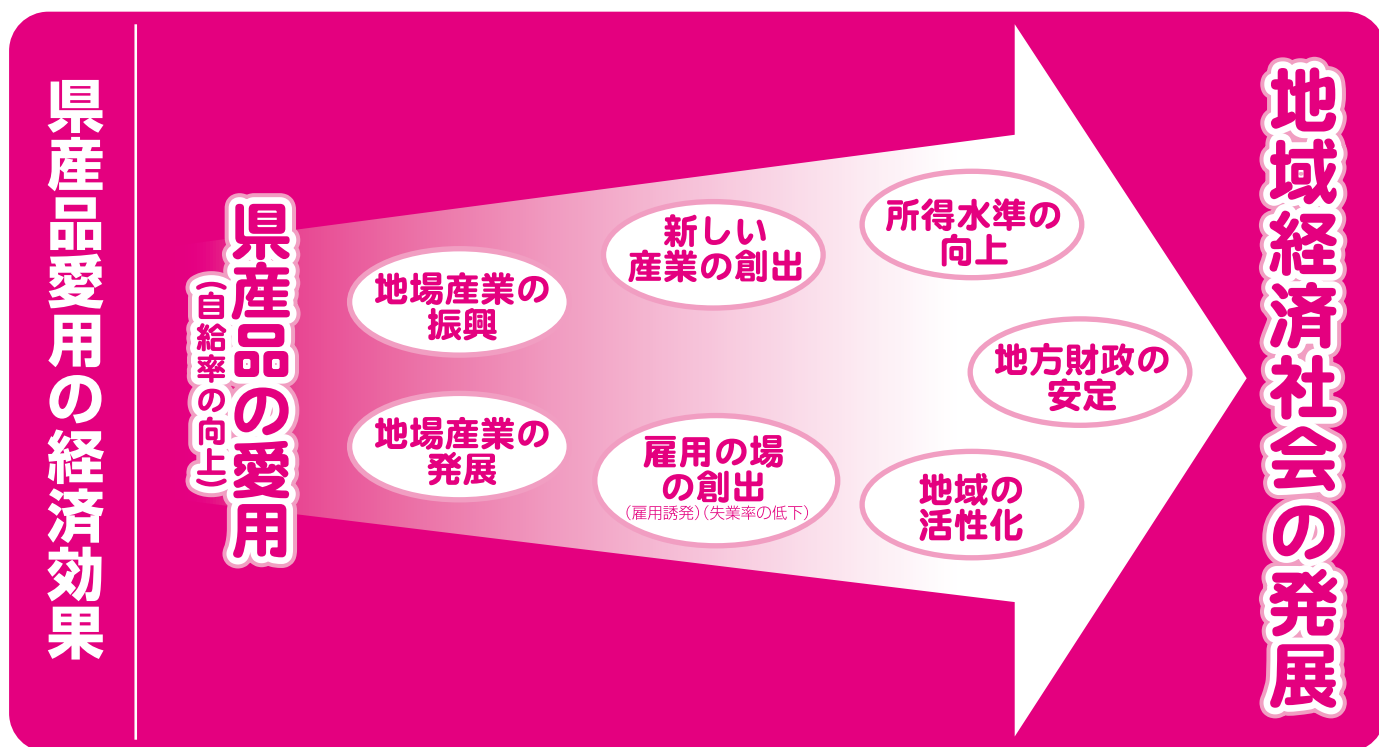 県産品愛用の経済効果
県産品の愛用
（自給率の向上）
地場産業の
振興
地場産業の
発展
新しい
産業の創出
雇用の場
の創出
（雇用誘発）（失業率の低下）
所得水準の
向上
地方財政の
安定
地域の
活性化
地域経済社会の発展